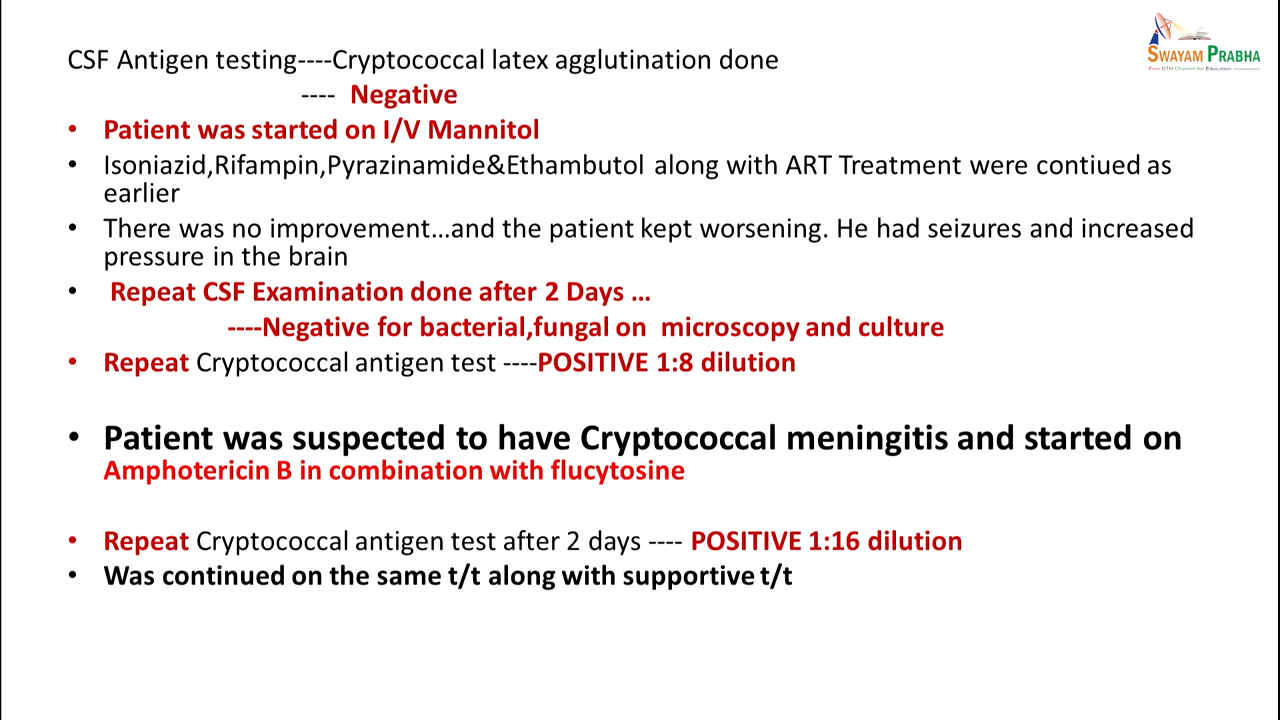 SWAYAM PRABHA
Free DTH Channel for Education
CSF Antigen testing----Cryptococcal latex agglutination done
---- Negative
• Patient was started on I/V Mannitol
• Isoniazid,Rifampin,Pyrazinamide&Ethambutol along with ART Treatment were contiued as
earlier
• There was no improvement...and the patient kept worsening. He had seizures and increased
pressure in the brain
• Repeat CSF Examination done after 2 Days ...
----Negative for bacterial,fungal on microscopy and culture
• Repeat Cryptococcal antigen test ----POSITIVE 1:8 dilution
• Patient was suspected to have Cryptococcal meningitis and started on
Amphotericin B in combination with flucytosine
• Repeat Cryptococcal antigen test after 2 days ---- POSITIVE 1:16 dilution
• Was continued on the same t/t along with supportive t/t